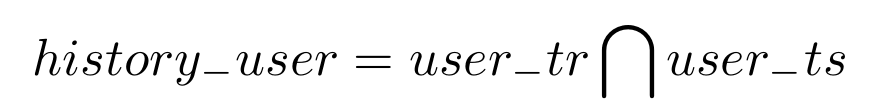 history_user = user_tr ⋂ user_ts